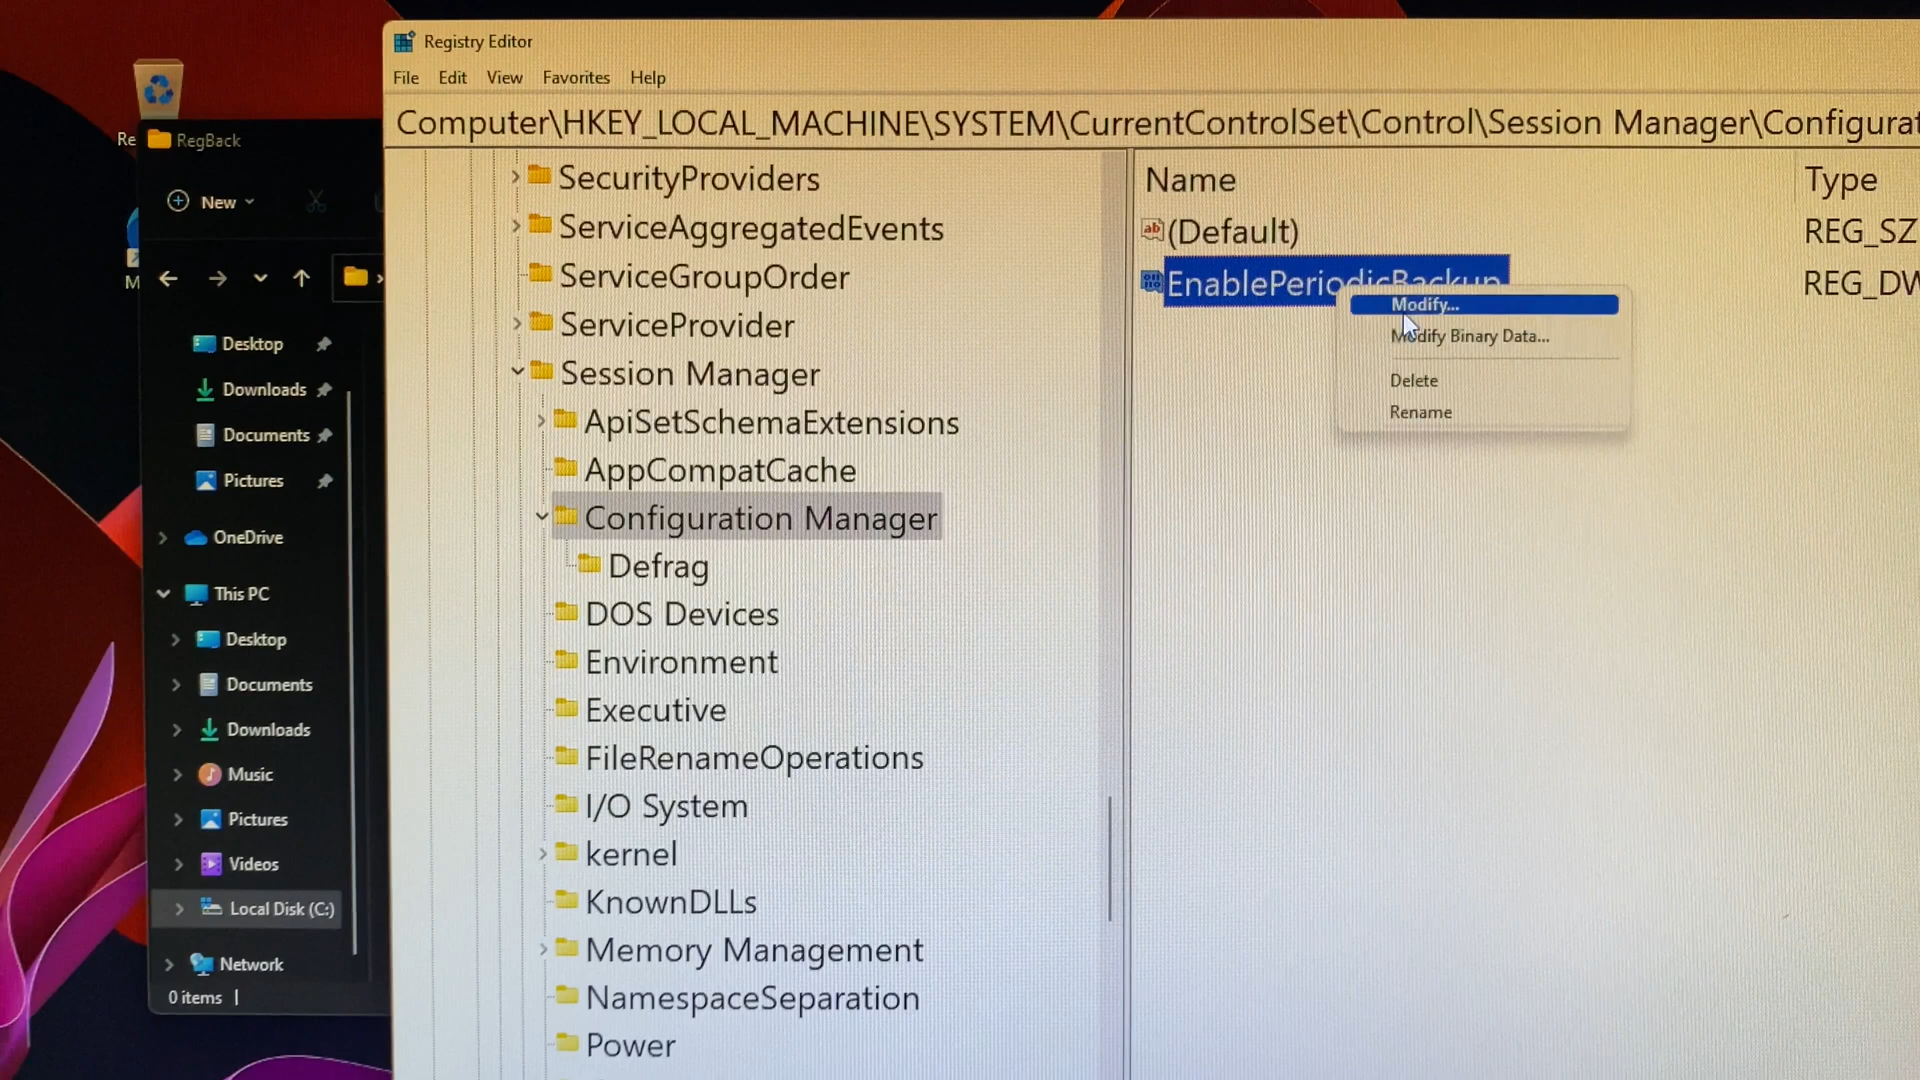 Registry Editor
File Edit View Favorites Help
Computer\HKEY_LOCAL_MACHINE\SYSTEM\CurrentControlSet\Control\Session Manager\Configurat
Re
RegBack
New
M
Desktop
Downloads
Documents
Pictures
OneDrive
This PC
Desktop
Documents
Downloads
Music
Pictures
Videos
Local Disk (C:)
Network
0 items
SecurityProviders
ServiceAggregatedEvents
ServiceGroupOrder
ServiceProvider
Session Manager
ApiSetSchemaExtensions
AppCompatCache
Configuration Manager
Defrag
DOS Devices
Environment
Executive
FileRenameOperations
I/O System
kernel
KnownDLLs
Memory Management
NamespaceSeparation
Power
Name Type
(Default) REG_SZ
EnablePeriodicBackup REG_DW
Modify...
Modify Binary Data...
Delete
Rename